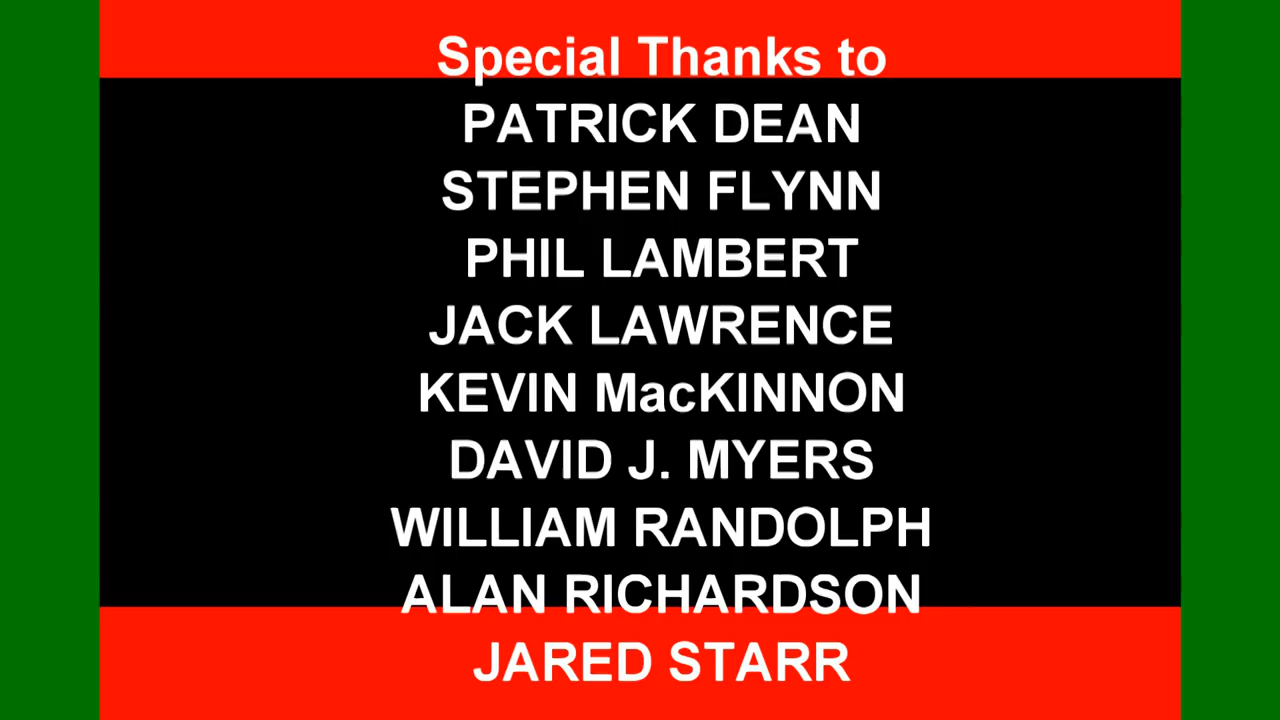 Special Thanks to
PATRICK DEAN
STEPHEN FLYNN
PHIL LAMBERT
JACK LAWRENCE
KEVIN MacKINNON
DAVID J. MYERS
WILLIAM RANDOLPH
ALAN RICHARDSON
JARED STARR